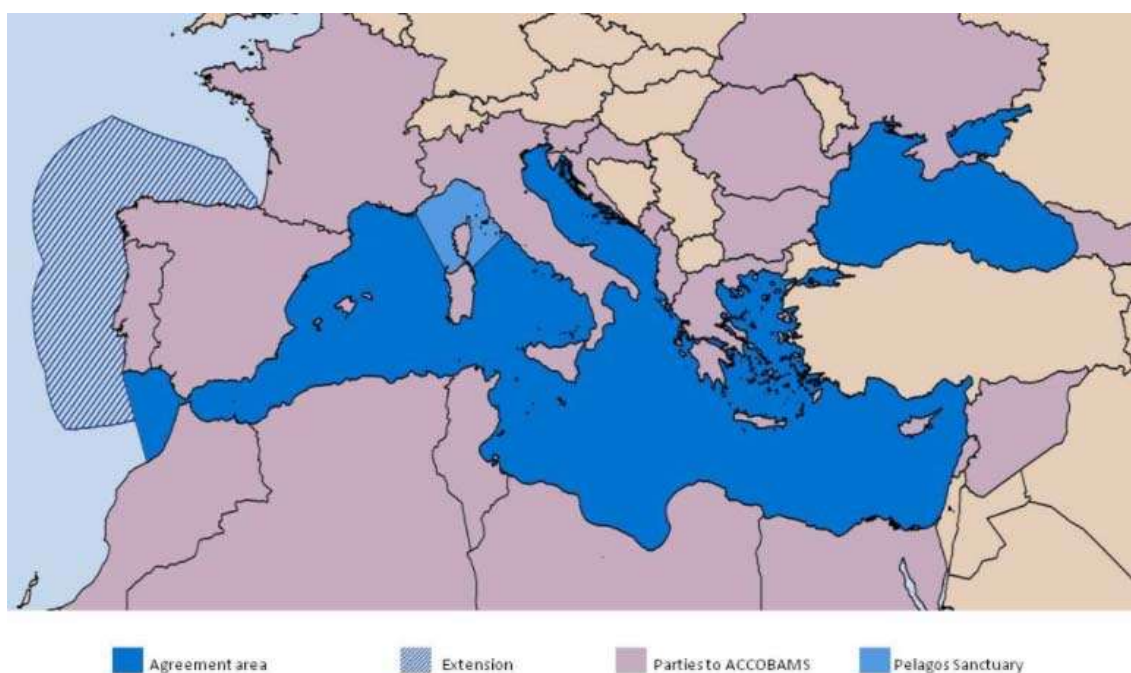 Agreement area
Extension
Parties to ACCOBAMS
Pelagos Sanctuary